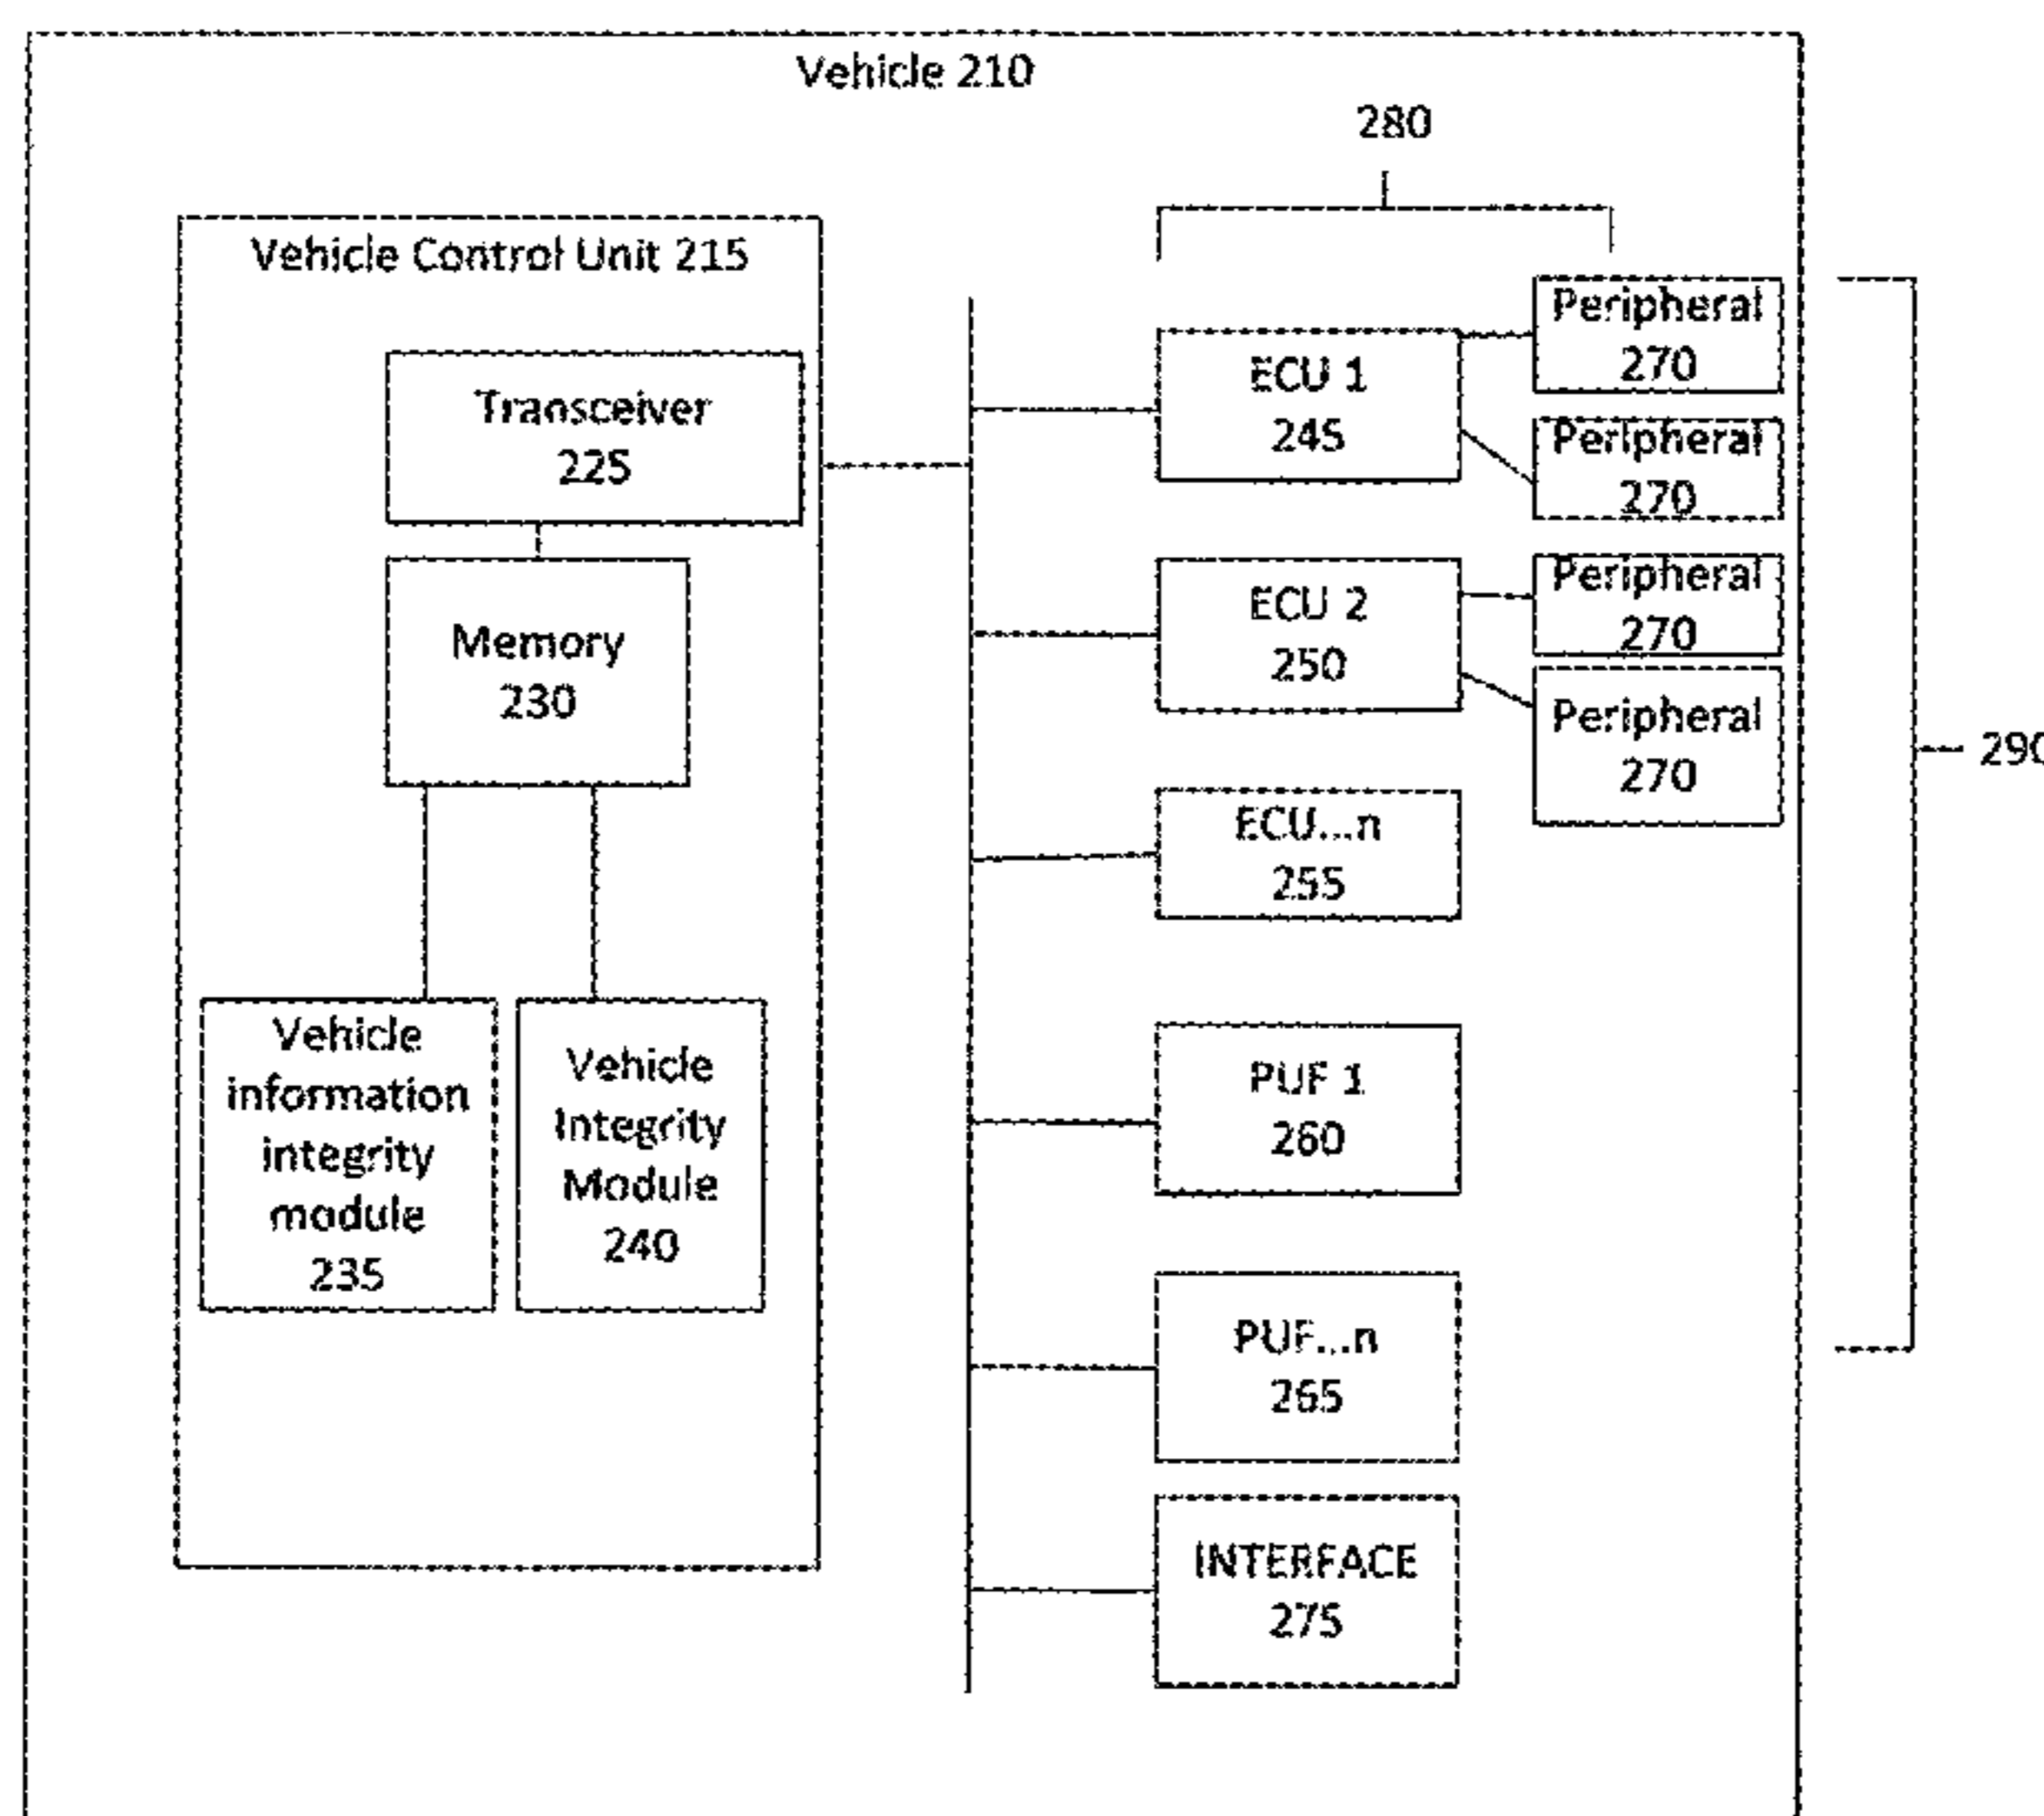 Vehicle 210
280
Vehicle Control Unit 215
Transceiver
225
Memory
230
Vehicle
information
integrity
module
235
Vehicle
Integrity
Module
240
ECU 1
245
Peripheral
270
Peripheral
270
ECU 2
250
Peripheral
270
Peripheral
270
ECU...n
255
PUF 1
260
PUF...n
265
INTERFACE
275
290